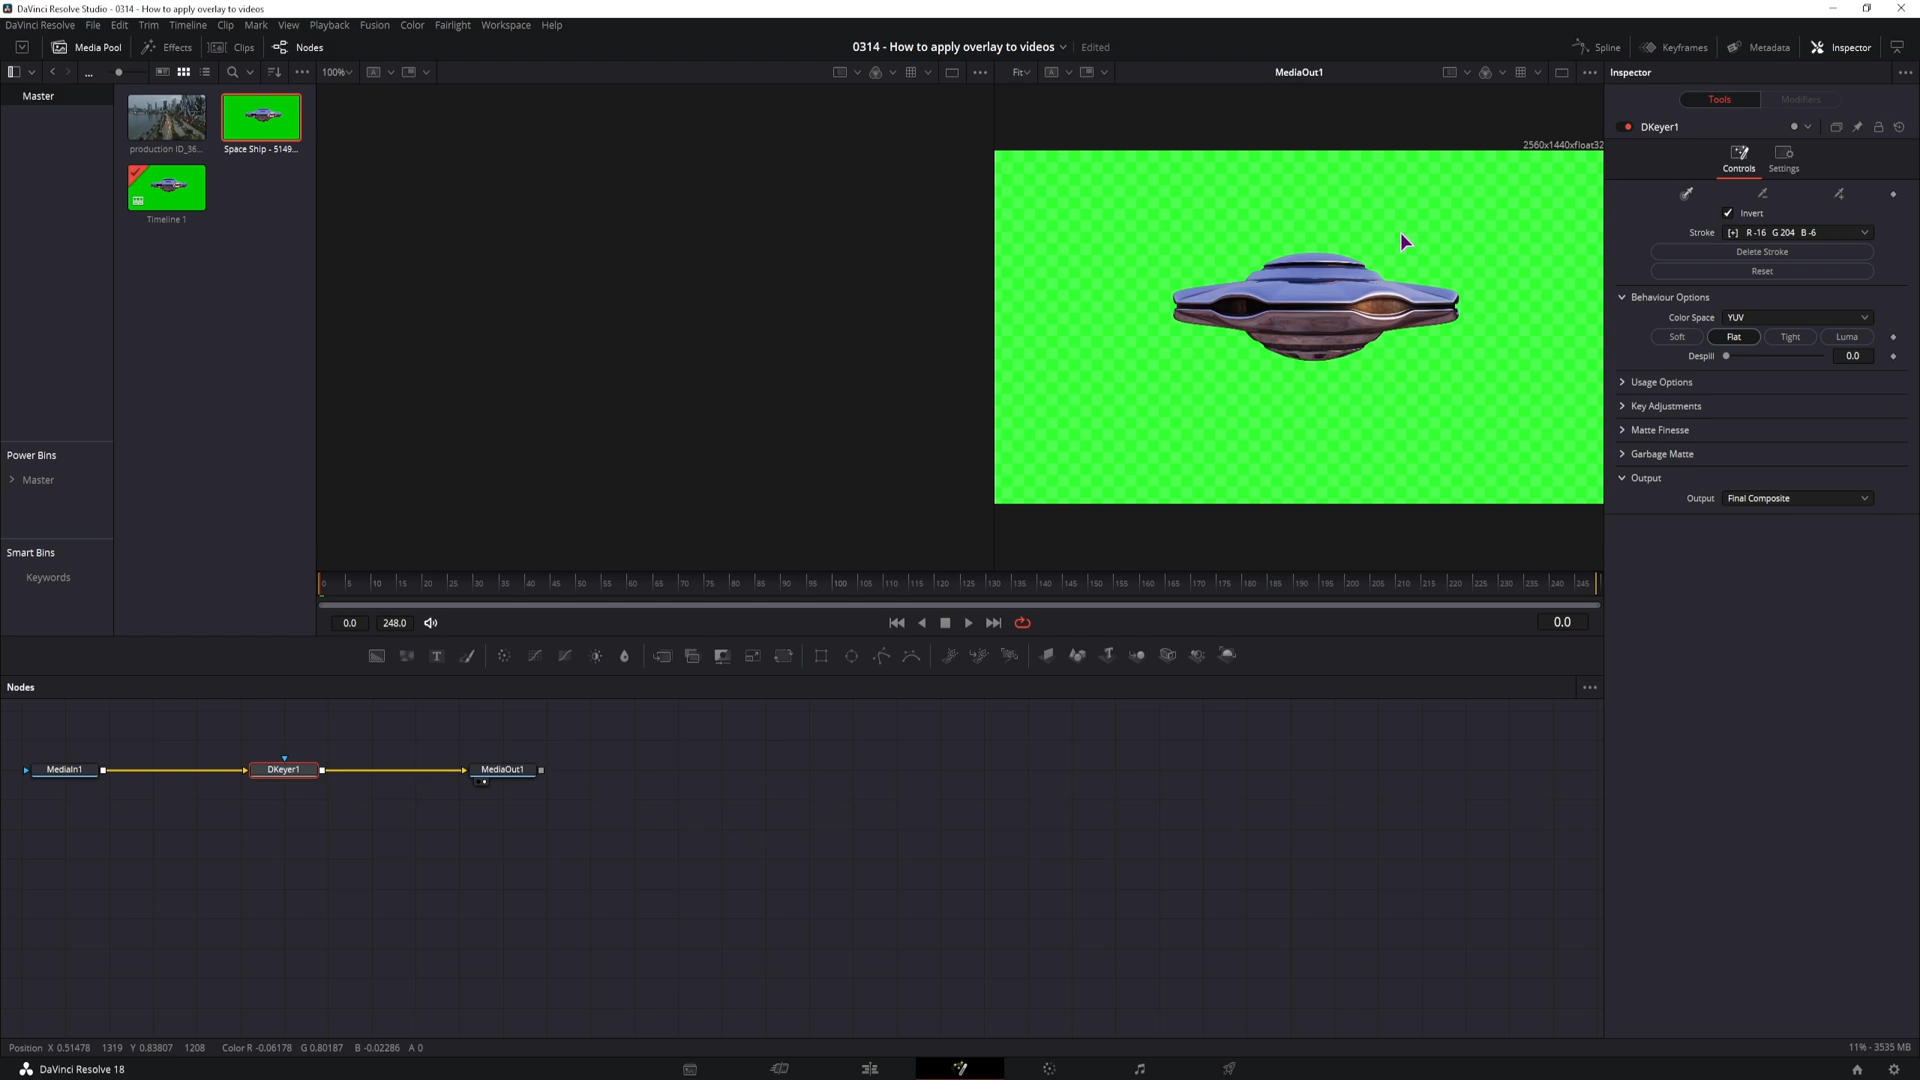 DaVinci Resolve Studio - 0314 - How to apply overlay to videos
DaVinci Resolve File Edit Trim Timeline Clip Mark View Playback Fusion Color Fairlight Workspace Help
Media Pool Effects Clips Nodes 0314 - How to apply overlay to videos Edited Spline Keyframes Metadata Inspector
... 100% Fit MediaOut1 Inspector
Master
Tools Modifiers
production ID_36... Space Ship - 5149...
Timeline 1
2560x1440xfloat32
DKeyer1
Controls Settings
Invert
Stroke [+] R -16 G 204 B -6
Delete Stroke
Reset
Behaviour Options
Color Space YUV
Soft Flat Tight Luma
Despill 0.0
Usage Options
Key Adjustments
Matte Finesse
Garbage Matte
Output
Output Final Composite
Power Bins
Master
Smart Bins
Keywords
0 5 10 15 20 25 30 35 40 45 50 55 60 65 70 75 80 85 90 95 100 105 110 115 120 125 130 135 140 145 150 155 160 165 170 175 180 185 190 195 200 205 210 215 220 225 230 235 240 245
0.0 248.0 0.0
Nodes
MediaIn1 DKeyer1 MediaOut1
Position X 0.51478 1319 Y 0.83807 1208 Color R -0.06178 G 0.80187 B -0.02286 A 0
11% - 3535 MB
DaVinci Resolve 18